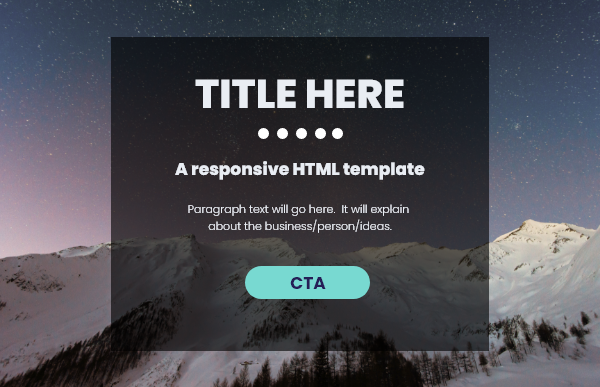 TITLE HERE
A responsive HTML template
Paragraph text will go here.  It will explain
about the business/person/ideas.
CTA